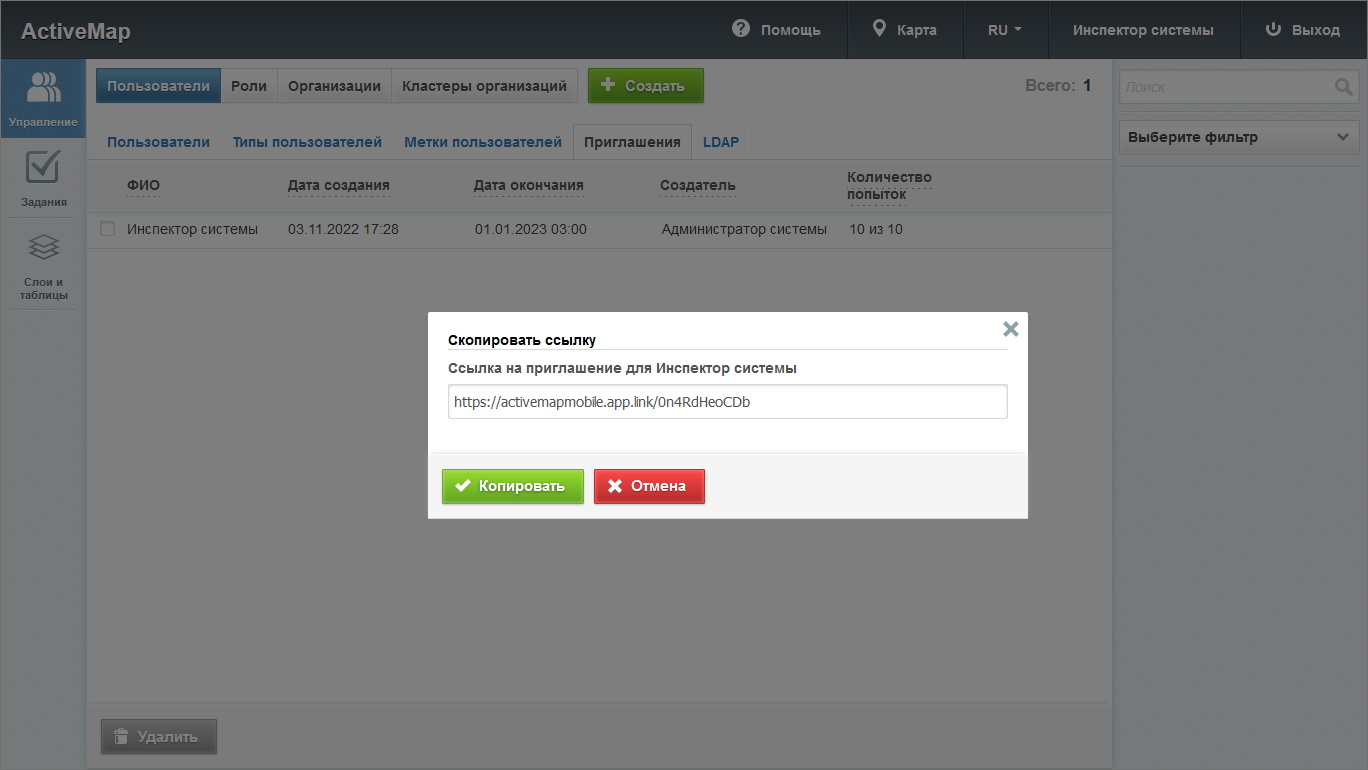 ActiveMap
Помощь
Карта
RU
Инспектор системы
Выход
Управление
Задания
Слои и
таблицы
Пользователи
Роли
Организации
Кластеры организаций
Создать
Всего: 1
Поиск
Выберите фильтр
Пользователи
Типы пользователей
Метки пользователей
Приглашения
LDAP
ФИО
Дата создания
Дата окончания
Создатель
Количество
попыток
Инспектор системы
03.11.2022 17:28
01.01.2023 03:00
Администратор системы
10 из 10
Скопировать ссылку
Ссылка на приглашение для Инспектор системы
https://activemapmobile.app.link/0n4RdHeoCDb
Копировать
Отмена
Удалить